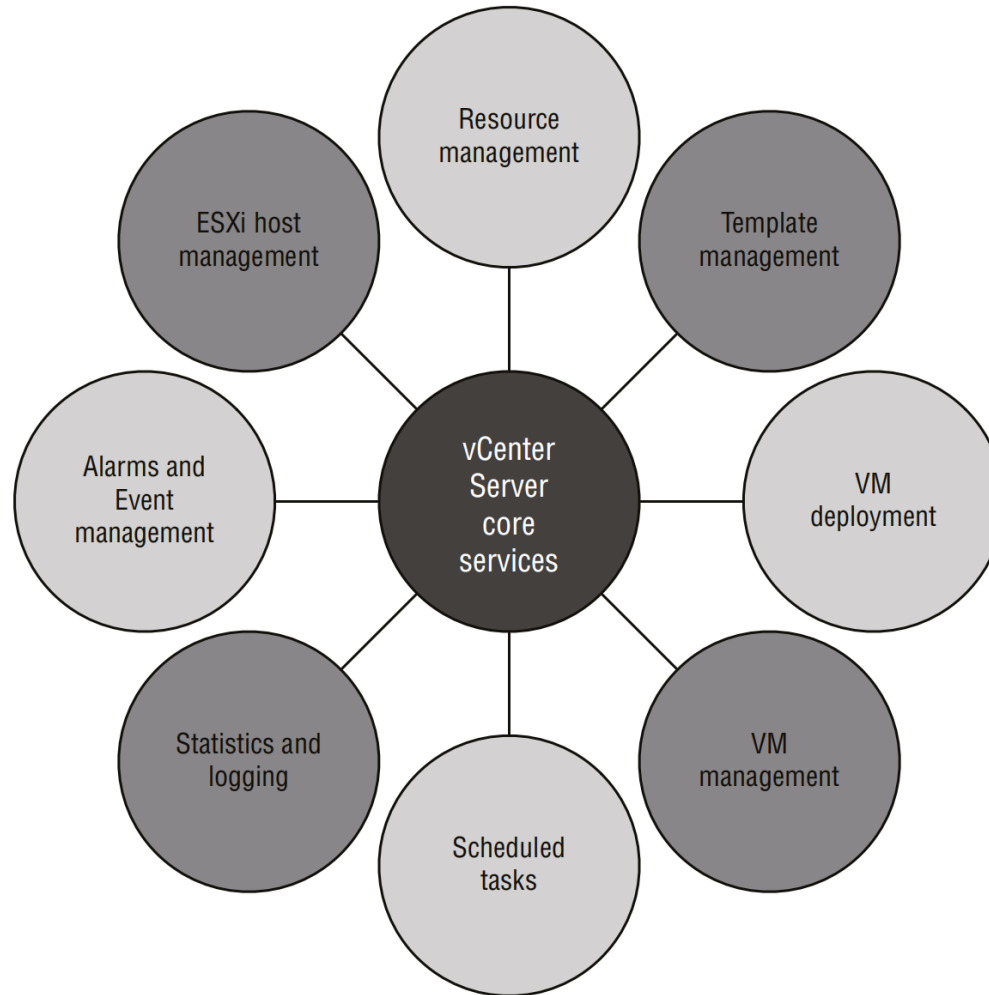 Resource
management
ESXi host
management
Template
management
Alarms and
Event
management
vCenter
Server
core
services
VM
deployment
Statistics and
logging
VM
management
Scheduled
tasks